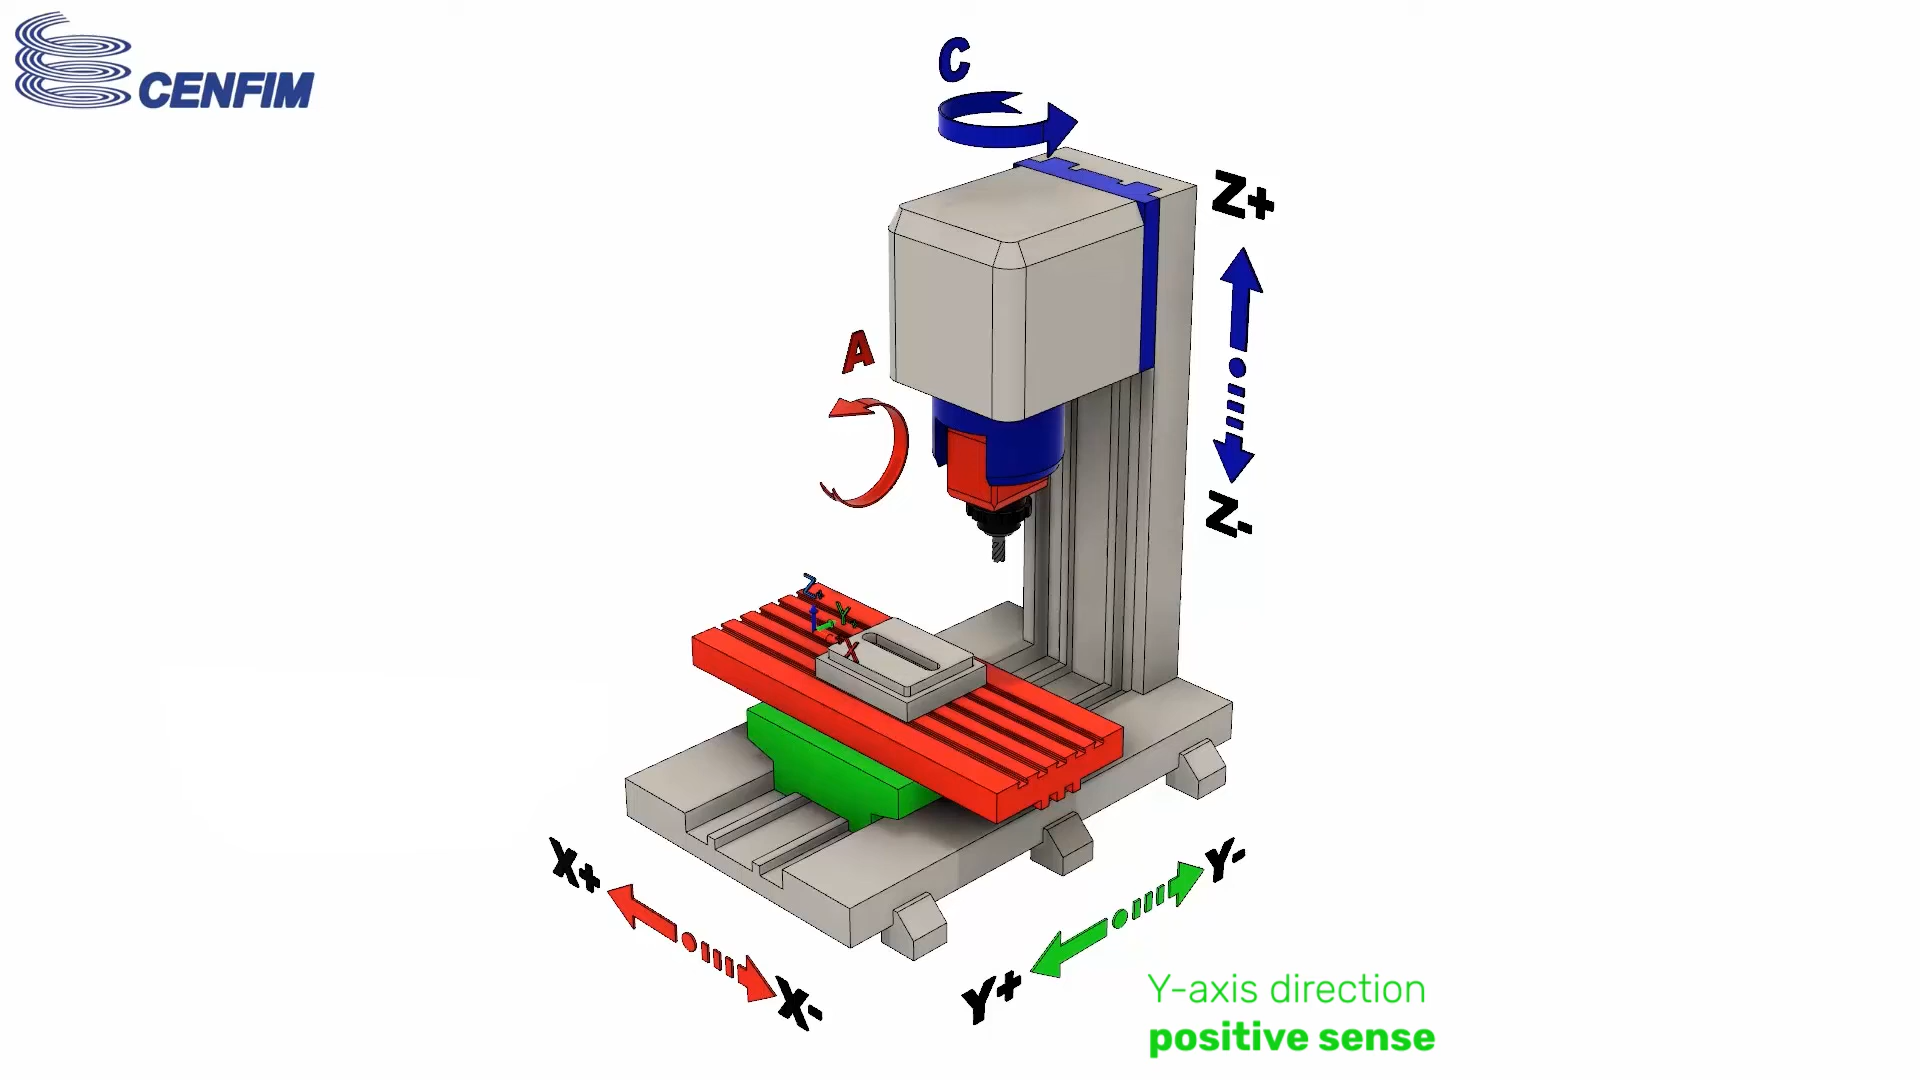 CENFIM
C
Z+
A
Z-
Z+
Y+
X
X+
Y-
X-
Y+
Y-axis direction
positive sense